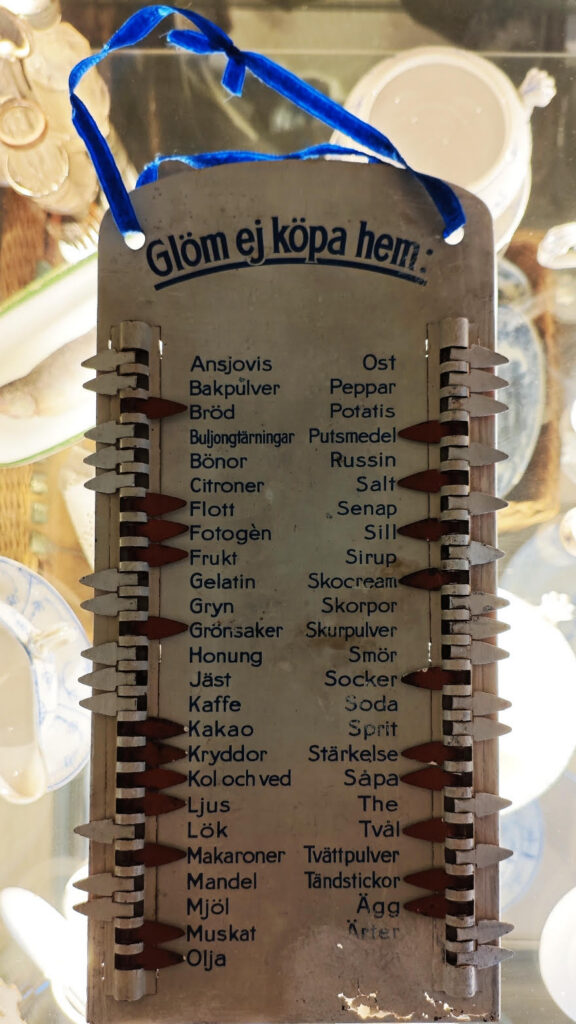 Glöm ej köpa hem:
Ansjovis Ost
Bakpulver Peppar
Bröd Potatis
Buljongtärningar Putsmedel
Bönor Russin
Citroner Salt
Flott Senap
Fotogèn Sill
Frukt Sirup
Gelatin Skocream
Gryn Skorpor
Grönsaker Skurpulver
Honung Smör
Jäst Socker
Kaffe Soda
Kakao Sprit
Kryddor Stärkelse
Kol och ved Såpa
Ljus The
Lök Tvål
Makaroner Tvättpulver
Mandel Tändstickor
Mjöl Ägg
Muskat Ärter
Olja